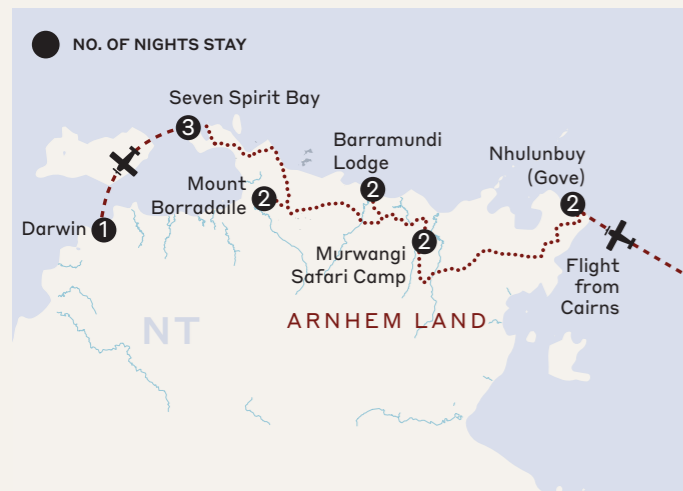 NO. OF NIGHTS STAY
Seven Spirit Bay
3
Barramundi
Lodge
2
Nhulunbuy
(Gove)
2
Mount
Borradaile
2
Darwin
1
Murwangi
Safari Camp
2
Flight
from
Cairns
NT
ARNHEM LAND